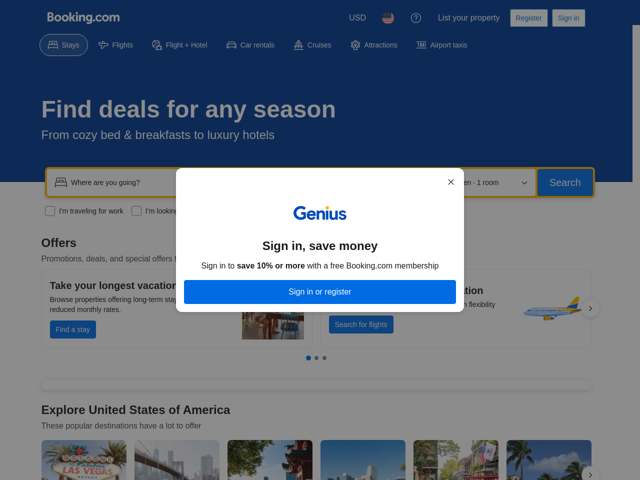 Booking.com
USD
List your property
Register
Sign in
Stays
Flights
Flight + Hotel
Car rentals
Cruises
Attractions
Airport taxis
Find deals for any season
From cozy bed & breakfasts to luxury hotels
Where are you going?
· 1 room
Search
I'm traveling for work
I'm looking
Genius
Sign in, save money
Sign in to save 10% or more with a free Booking.com membership
Sign in or register
Offers
Promotions, deals, and special offers
Take your longest vacation
Browse properties offering long-term
reduced monthly rates.
Find a stay
flexibility
Search for flights
Explore United States of America
These popular destinations have a lot to offer
LAS VEGAS